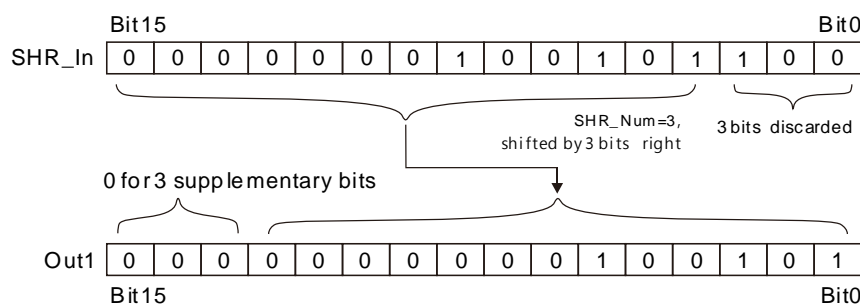 Bit15 Bit0
SHR_In 0 0 0 0 0 0 0 1 0 0 1 0 1 1 0 0
SHR_Num=3,
shifted by 3 bits right
3 bits discarded
0 for 3 supplementary bits
Out1 0 0 0 0 0 0 0 0 0 0 1 0 0 1 0 1
Bit15 Bit0